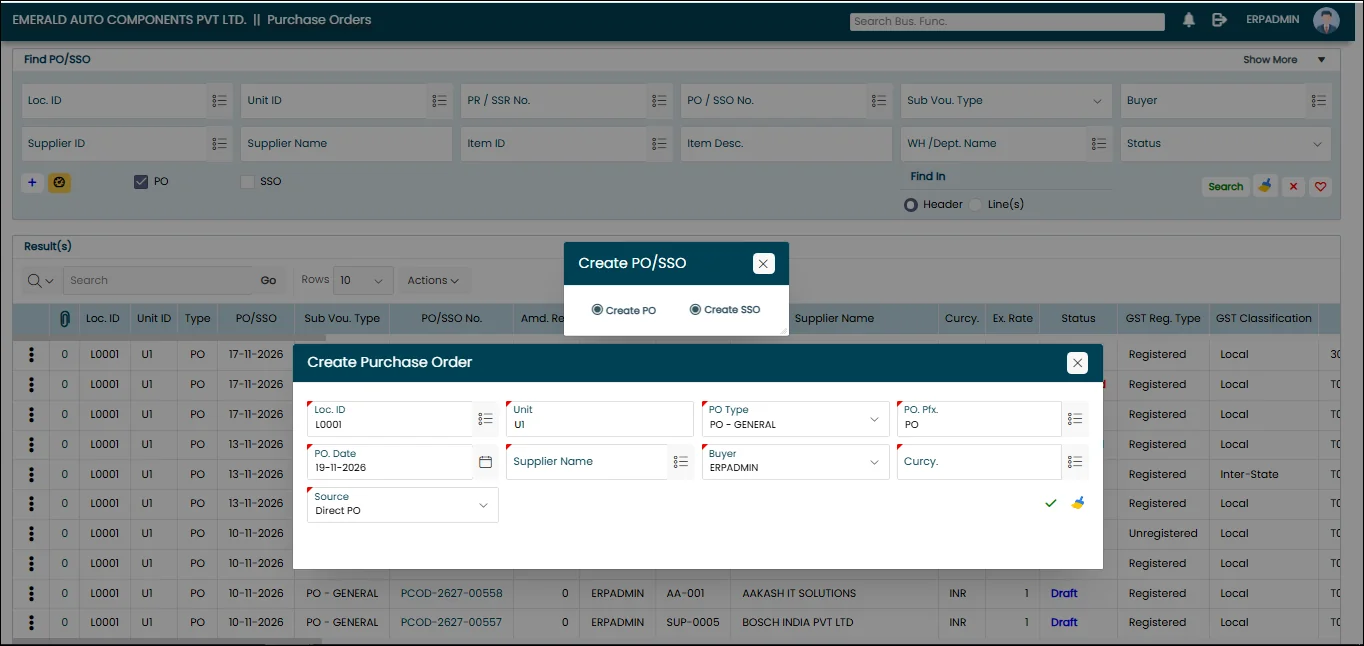 EMERALD AUTO COMPONENTS PVT LTD. || Purchase Orders
Search Bus. Func.
ERPADMIN
Find PO/SSO
Show More
Loc. ID
Unit ID
PR / SSR No.
PO / SSO No.
Sub Vou. Type
Buyer
Supplier ID
Supplier Name
Item ID
Item Desc.
WH /Dept. Name
Status
PO
SSO
Find In
Header
Line(s)
Search
Result(s)
Search
Go
Rows
10
Actions
Create PO/SSO
Create PO
Create SSO
Loc. ID Unit ID Type PO/SSO Sub Vou. Type PO/SSO No. Amd. Re Supplier Name Curcy. Ex. Rate Status GST Reg. Type GST Classification
0 L0001 U1 PO 17-11-2026 Registered Local
0 L0001 U1 PO 17-11-2026 Registered Local
0 L0001 U1 PO 17-11-2026 Registered Local
0 L0001 U1 PO 13-11-2026 Registered Local
0 L0001 U1 PO 13-11-2026 Registered Inter-State
0 L0001 U1 PO 13-11-2026 Registered Local
0 L0001 U1 PO 10-11-2026 Unregistered Local
0 L0001 U1 PO 10-11-2026 Registered Local
0 L0001 U1 PO 10-11-2026 PO - GENERAL PCOD-2627-00558 0 ERPADMIN AA-001 AAKASH IT SOLUTIONS INR 1 Draft Registered Local
0 L0001 U1 PO 10-11-2026 PO - GENERAL PCOD-2627-00557 0 ERPADMIN SUP-0005 BOSCH INDIA PVT LTD INR 1 Draft Registered Local
Create Purchase Order
Loc. ID
L0001
Unit
U1
PO Type
PO - GENERAL
PO. Pfx.
PO
PO. Date
19-11-2026
Supplier Name
Buyer
ERPADMIN
Curcy.
Source
Direct PO